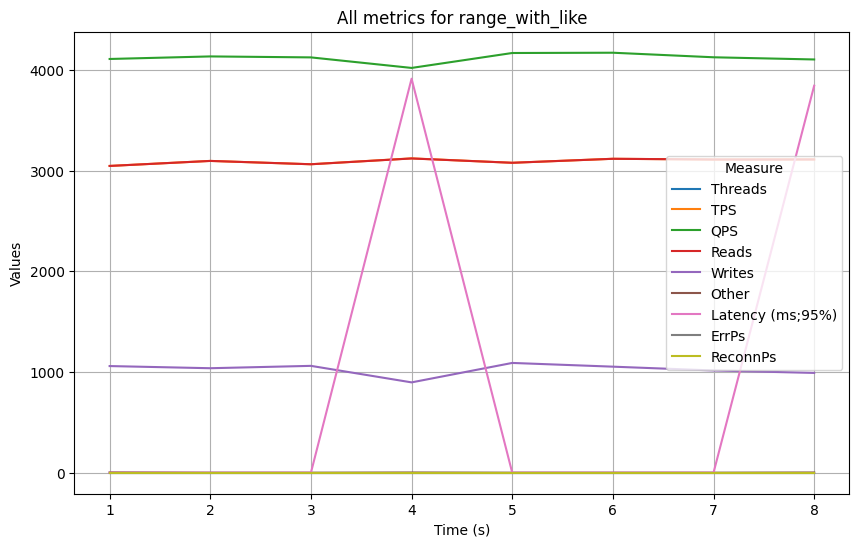 All metrics for range_with_like
Values
4000
3000
2000
1000
0
Measure
Threads
TPS
QPS
Reads
Writes
Other
Latency (ms;95%)
ErrPs
ReconnPs
1 2 3 4 5 6 7 8
Time (s)